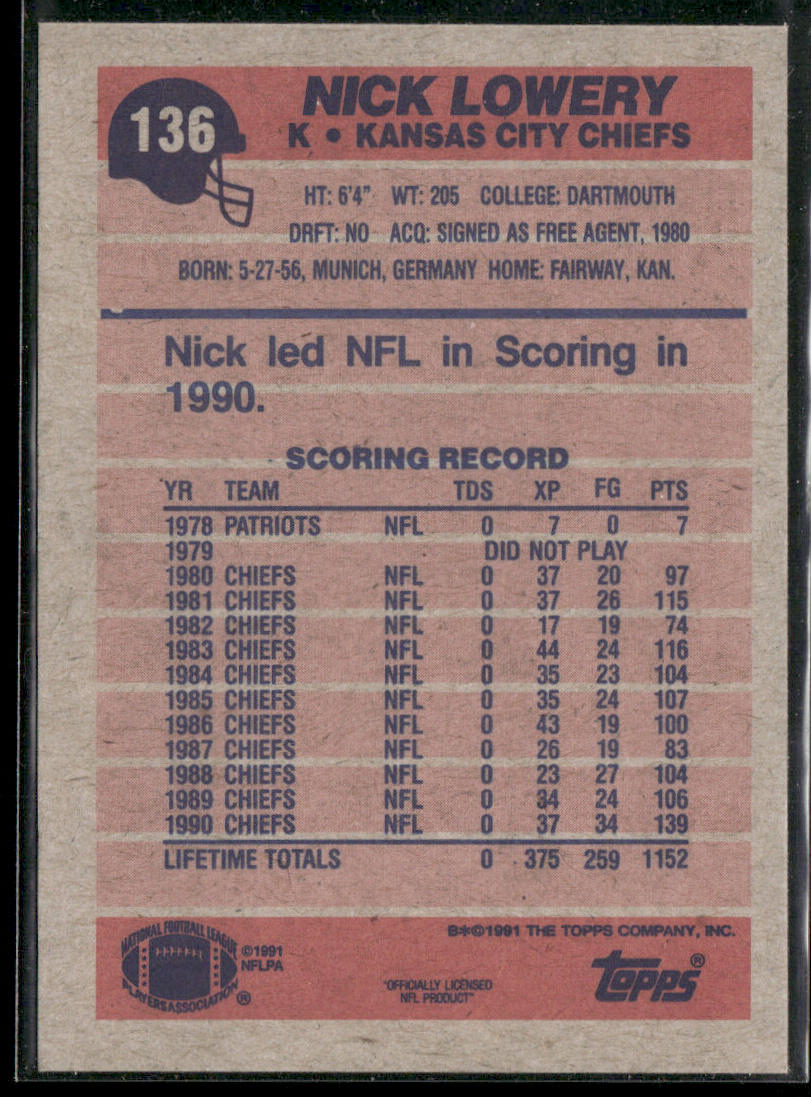 136
NICK LOWERY
K • KANSAS CITY CHIEFS
HT: 6'4" WT: 205 COLLEGE: DARTMOUTH
DRFT: NO ACQ: SIGNED AS FREE AGENT, 1980
BORN: 5-27-56, MUNICH, GERMANY HOME: FAIRWAY, KAN.
Nick led NFL in Scoring in
1990.
SCORING RECORD
YR TEAM TDS XP FG PTS
1978 PATRIOTS NFL 0 7 0 7
1979 DID NOT PLAY
1980 CHIEFS NFL 0 37 20 97
1981 CHIEFS NFL 0 37 26 115
1982 CHIEFS NFL 0 17 19 74
1983 CHIEFS NFL 0 44 24 116
1984 CHIEFS NFL 0 35 23 104
1985 CHIEFS NFL 0 35 24 107
1986 CHIEFS NFL 0 43 19 100
1987 CHIEFS NFL 0 26 19 83
1988 CHIEFS NFL 0 23 27 104
1989 CHIEFS NFL 0 34 24 106
1990 CHIEFS NFL 0 37 34 139
LIFETIME TOTALS 0 375 259 1152
NATIONAL FOOTBALL LEAGUE
PLAYERS ASSOCIATION ®
©1991
NFLPA
"OFFICIALLY LICENSED
NFL PRODUCT"
B*©1991 THE TOPPS COMPANY, INC.
topps®